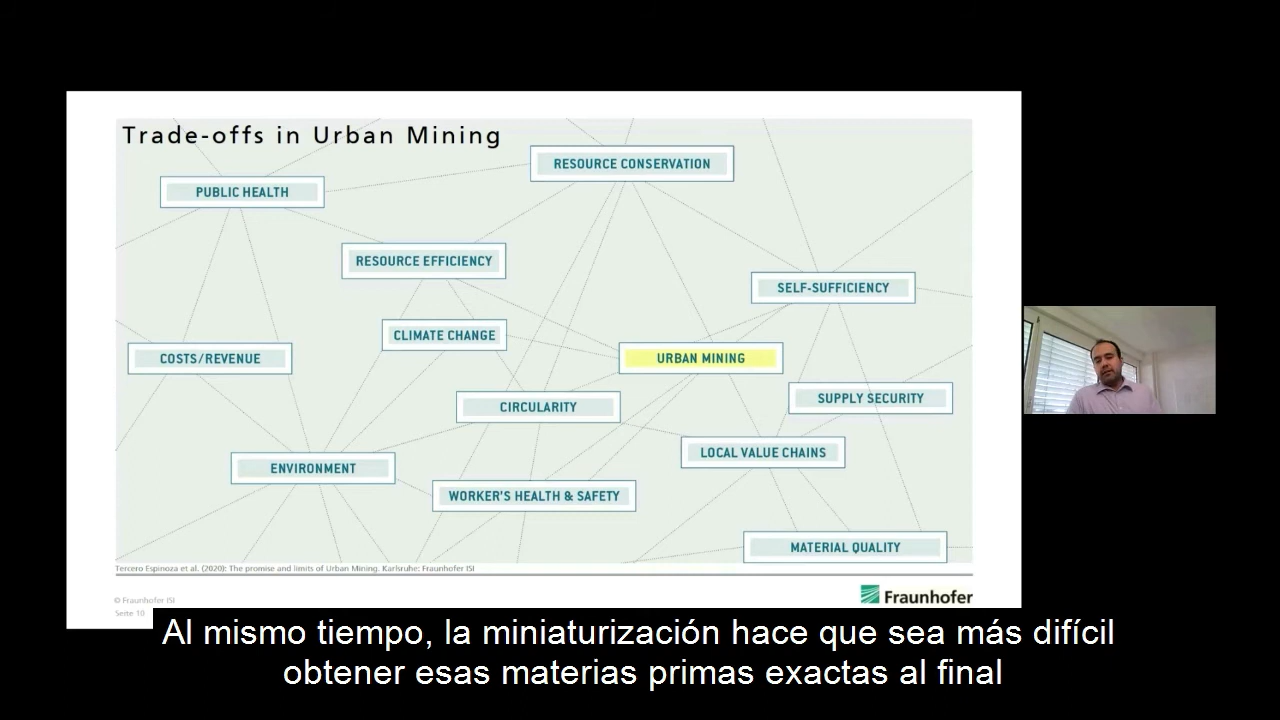 Trade-offs in Urban Mining
RESOURCE CONSERVATION
PUBLIC HEALTH
RESOURCE EFFICIENCY
SELF-SUFFICIENCY
CLIMATE CHANGE
COSTS/REVENUE
URBAN MINING
SUPPLY SECURITY
CIRCULARITY
LOCAL VALUE CHAINS
ENVIRONMENT
WORKER'S HEALTH & SAFETY
MATERIAL QUALITY
Tercero Espinoza et al. (2020): The promise and limits of Urban Mining. Karlsruhe: Fraunhofer ISI
© Fraunhofer ISI
Seite 10
Fraunhofer
Al mismo tiempo, la miniaturización hace que sea más difícil
obtener esas materias primas exactas al final